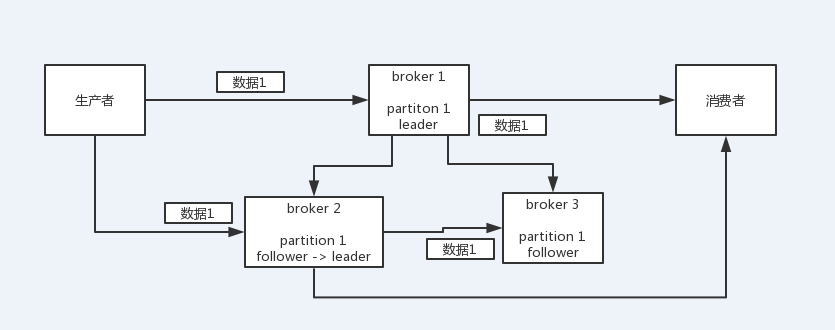 数据1
生产者
broker 1
partiton 1
leader
消费者
数据1
数据1
broker 2
partition 1
follower -> leader
broker 3
partition 1
follower
数据1